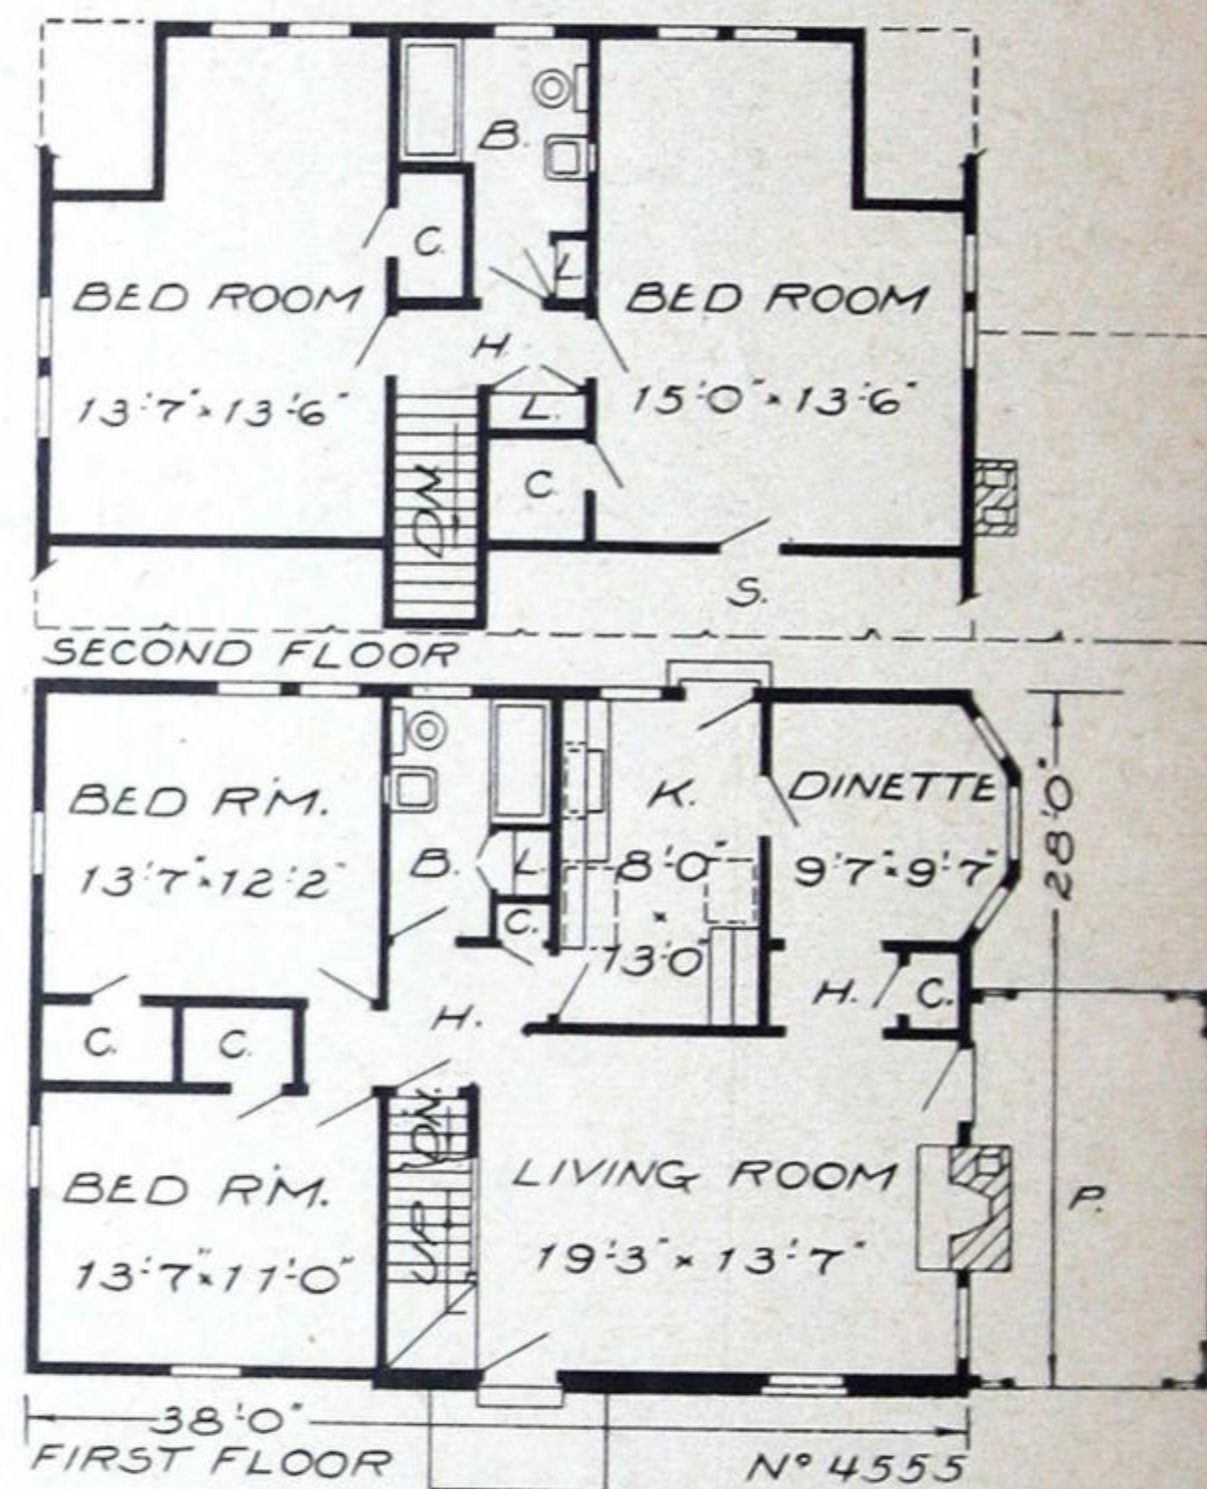 B.
C.
L
BED ROOM
BED ROOM
H.
13'-7" × 13'-6"
L.
15'-0" × 13'-6"
DN.
C
S.
SECOND FLOOR
BED RM.
13'-7" × 12'-2"
B.
L.
C.
K.
8'-0"
×
13'-0"
DINETTE
9'-7" × 9'-7"
28'-0"
C.
C.
H.
H.
C.
DN.
UP
BED RM.
13'-7" × 11'-0"
LIVING ROOM
19'-3" × 13'-7"
P.
38'-0"
FIRST FLOOR
Nº 4555